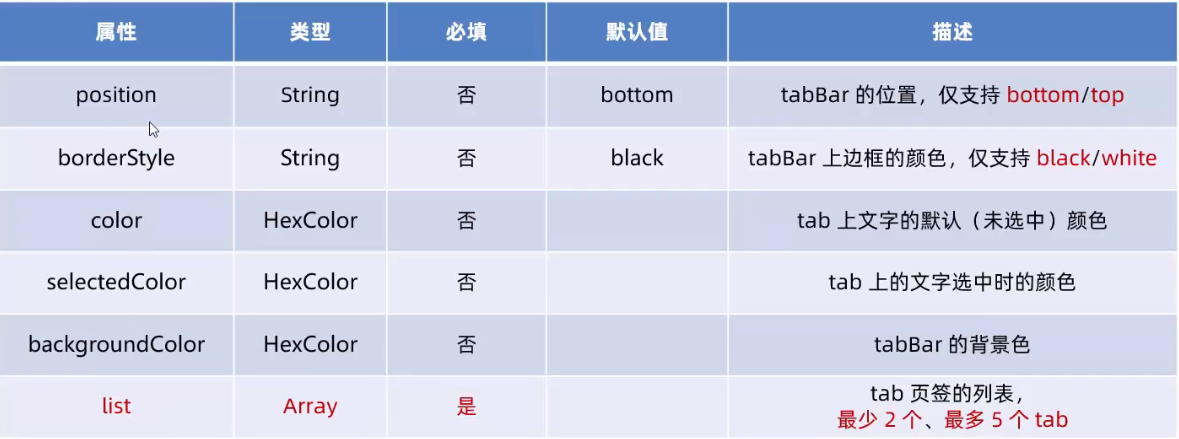 属性 类型 必填 默认值 描述
position String 否 bottom tabBar 的位置，仅支持 bottom/top
borderStyle String 否 black tabBar 上边框的颜色，仅支持 black/white
color HexColor 否 tab 上文字的默认（未选中）颜色
selectedColor HexColor 否 tab 上的文字选中时的颜色
backgroundColor HexColor 否 tabBar 的背景色
list Array 是 tab 页签的列表，
最少 2 个、最多 5 个 tab